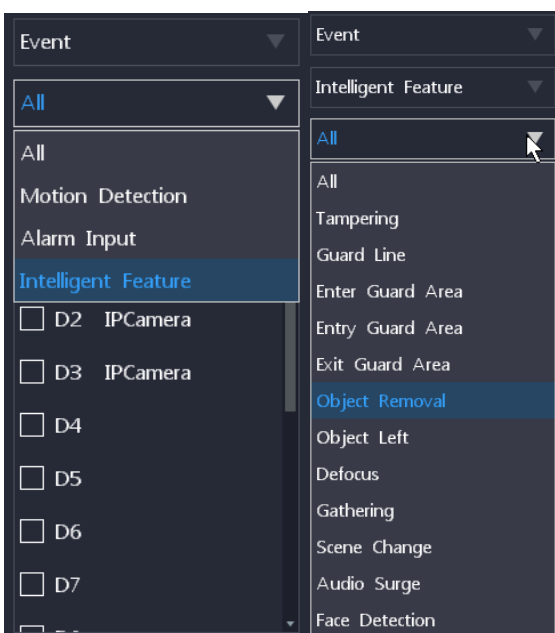 Event
All
All
Motion Detection
Alarm Input
Intelligent Feature
D2 IPCamera
D3 IPCamera
D4
D5
D6
D7
Event
Intelligent Feature
All
All
Tampering
Guard Line
Enter Guard Area
Entry Guard Area
Exit Guard Area
Object Removal
Object Left
Defocus
Gathering
Scene Change
Audio Surge
Face Detection